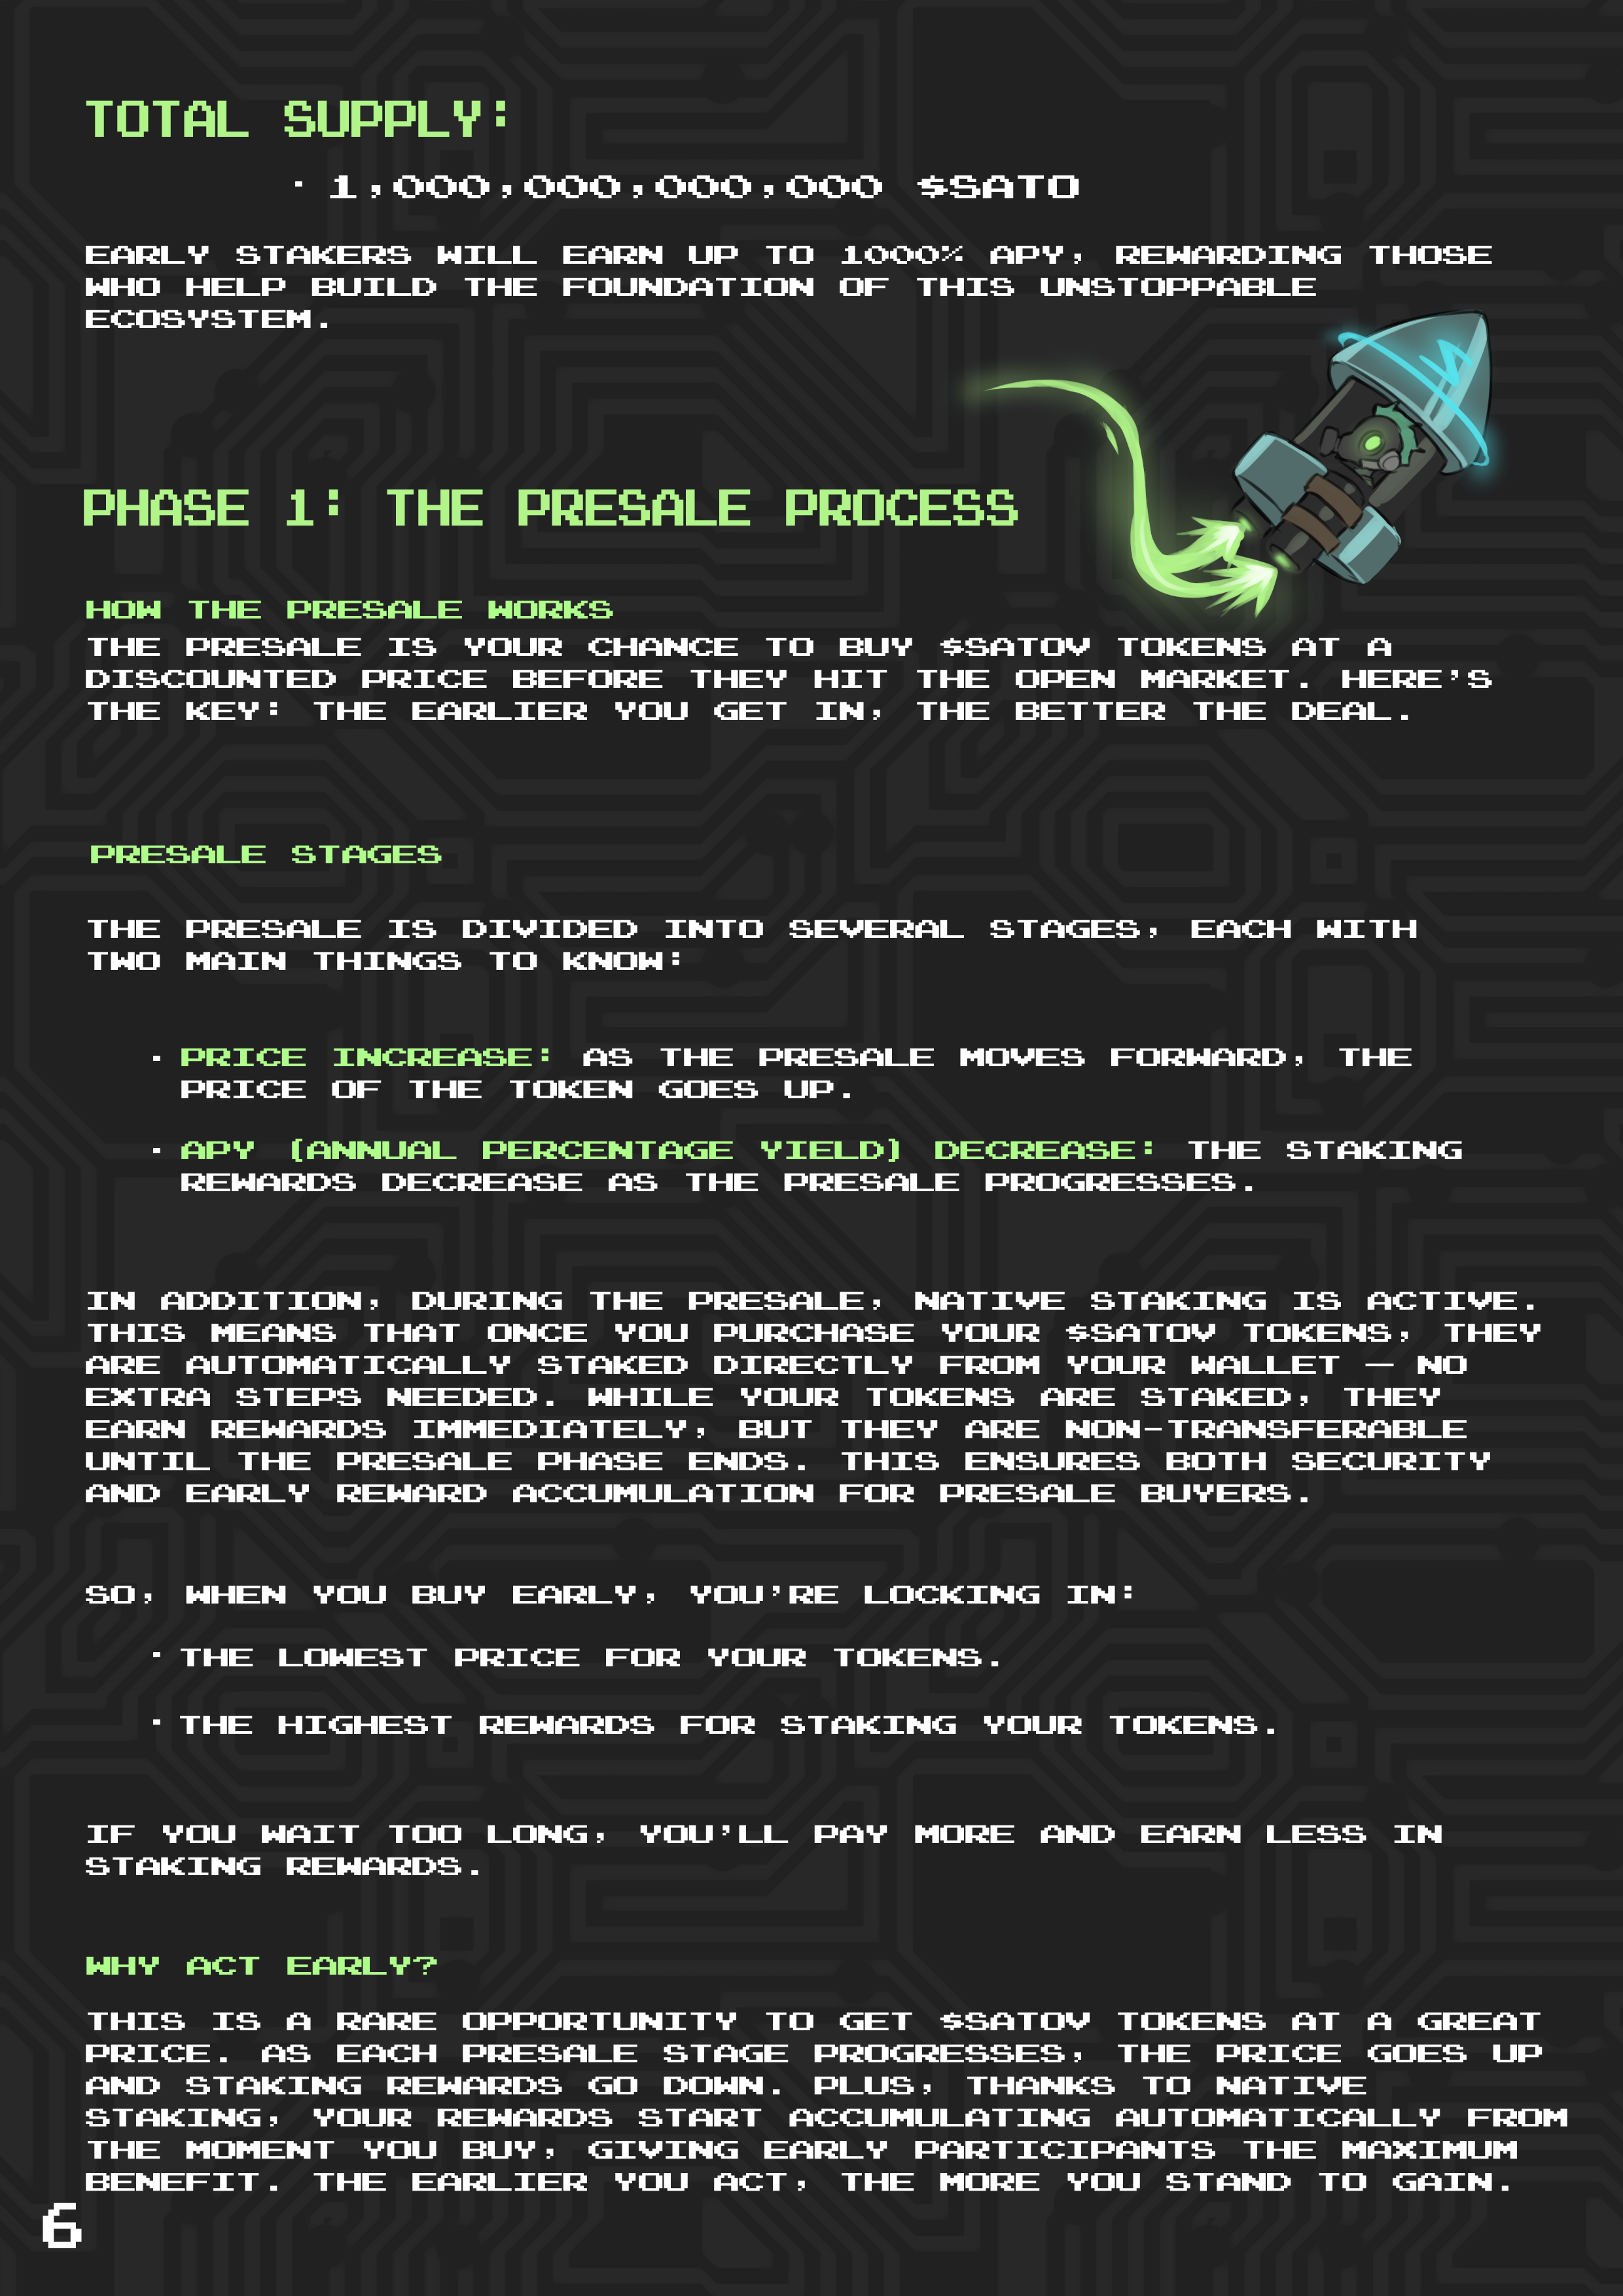 TOTAL SUPPLY:
· 1,000,000,000,000 $SATO
EARLY STAKERS WILL EARN UP TO 1000% APY, REWARDING THOSE
WHO HELP BUILD THE FOUNDATION OF THIS UNSTOPPABLE
ECOSYSTEM.
PHASE 1: THE PRESALE PROCESS
HOW THE PRESALE WORKS
THE PRESALE IS YOUR CHANCE TO BUY $SATOV TOKENS AT A
DISCOUNTED PRICE BEFORE THEY HIT THE OPEN MARKET. HERE'S
THE KEY: THE EARLIER YOU GET IN, THE BETTER THE DEAL.
PRESALE STAGES
THE PRESALE IS DIVIDED INTO SEVERAL STAGES, EACH WITH
TWO MAIN THINGS TO KNOW:
· PRICE INCREASE: AS THE PRESALE MOVES FORWARD, THE
PRICE OF THE TOKEN GOES UP.
· APY (ANNUAL PERCENTAGE YIELD) DECREASE: THE STAKING
REWARDS DECREASE AS THE PRESALE PROGRESSES.
IN ADDITION, DURING THE PRESALE, NATIVE STAKING IS ACTIVE.
THIS MEANS THAT ONCE YOU PURCHASE YOUR $SATOV TOKENS, THEY
ARE AUTOMATICALLY STAKED DIRECTLY FROM YOUR WALLET — NO
EXTRA STEPS NEEDED. WHILE YOUR TOKENS ARE STAKED, THEY
EARN REWARDS IMMEDIATELY, BUT THEY ARE NON-TRANSFERABLE
UNTIL THE PRESALE PHASE ENDS. THIS ENSURES BOTH SECURITY
AND EARLY REWARD ACCUMULATION FOR PRESALE BUYERS.
SO, WHEN YOU BUY EARLY, YOU'RE LOCKING IN:
· THE LOWEST PRICE FOR YOUR TOKENS.
· THE HIGHEST REWARDS FOR STAKING YOUR TOKENS.
IF YOU WAIT TOO LONG, YOU'LL PAY MORE AND EARN LESS IN
STAKING REWARDS.
WHY ACT EARLY?
THIS IS A RARE OPPORTUNITY TO GET $SATOV TOKENS AT A GREAT
PRICE. AS EACH PRESALE STAGE PROGRESSES, THE PRICE GOES UP
AND STAKING REWARDS GO DOWN. PLUS, THANKS TO NATIVE
STAKING, YOUR REWARDS START ACCUMULATING AUTOMATICALLY FROM
THE MOMENT YOU BUY, GIVING EARLY PARTICIPANTS THE MAXIMUM
BENEFIT. THE EARLIER YOU ACT, THE MORE YOU STAND TO GAIN.
6